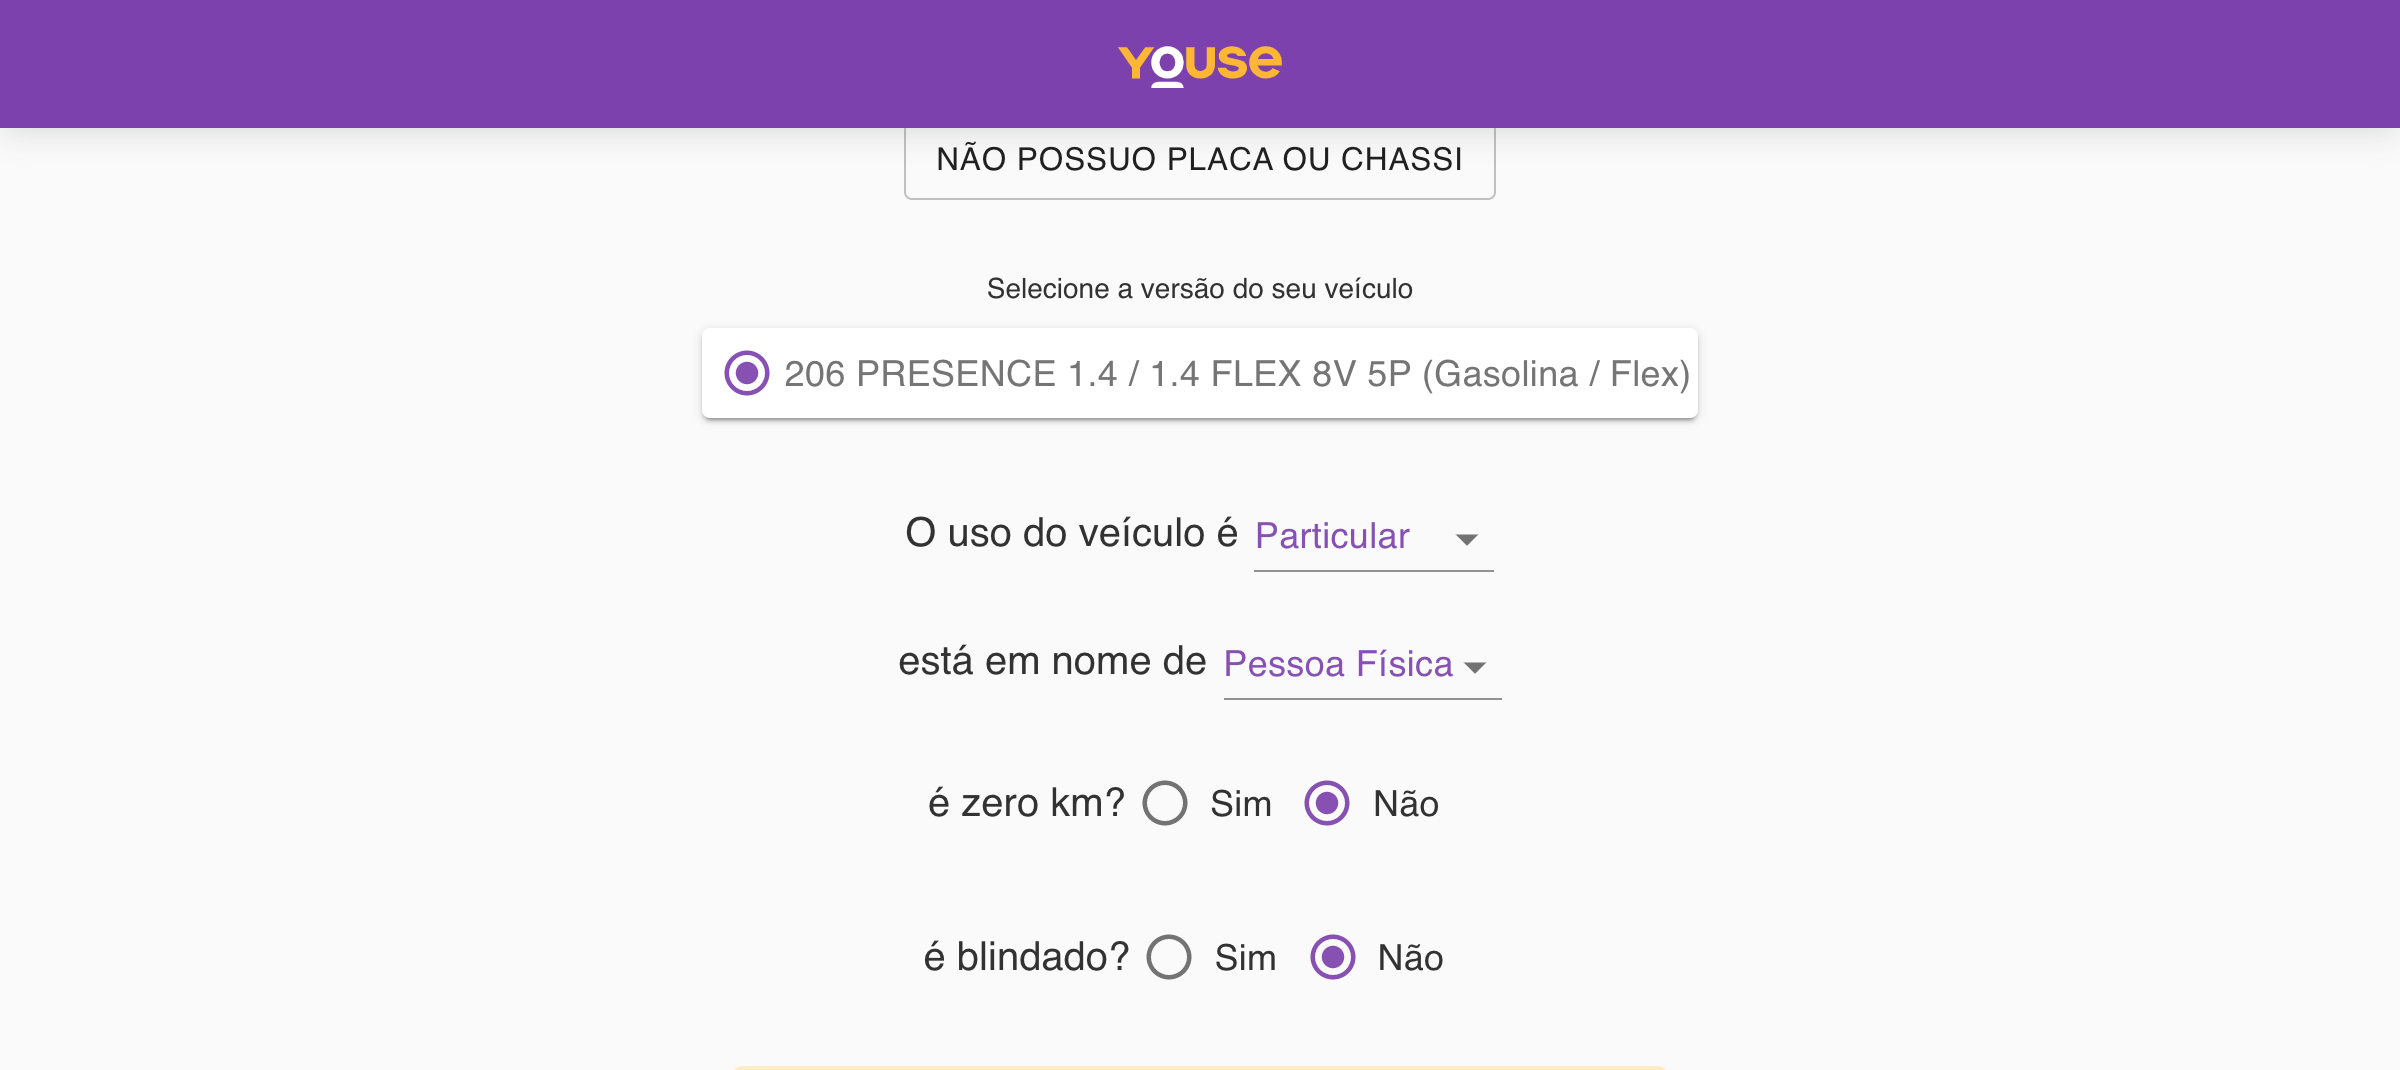 YOUSE
NÃO POSSUO PLACA OU CHASSI
Selecione a versão do seu veículo
206 PRESENCE 1.4 / 1.4 FLEX 8V 5P (Gasolina / Flex)
O uso do veículo é Particular
está em nome de Pessoa Física
é zero km? Sim Não
é blindado? Sim Não